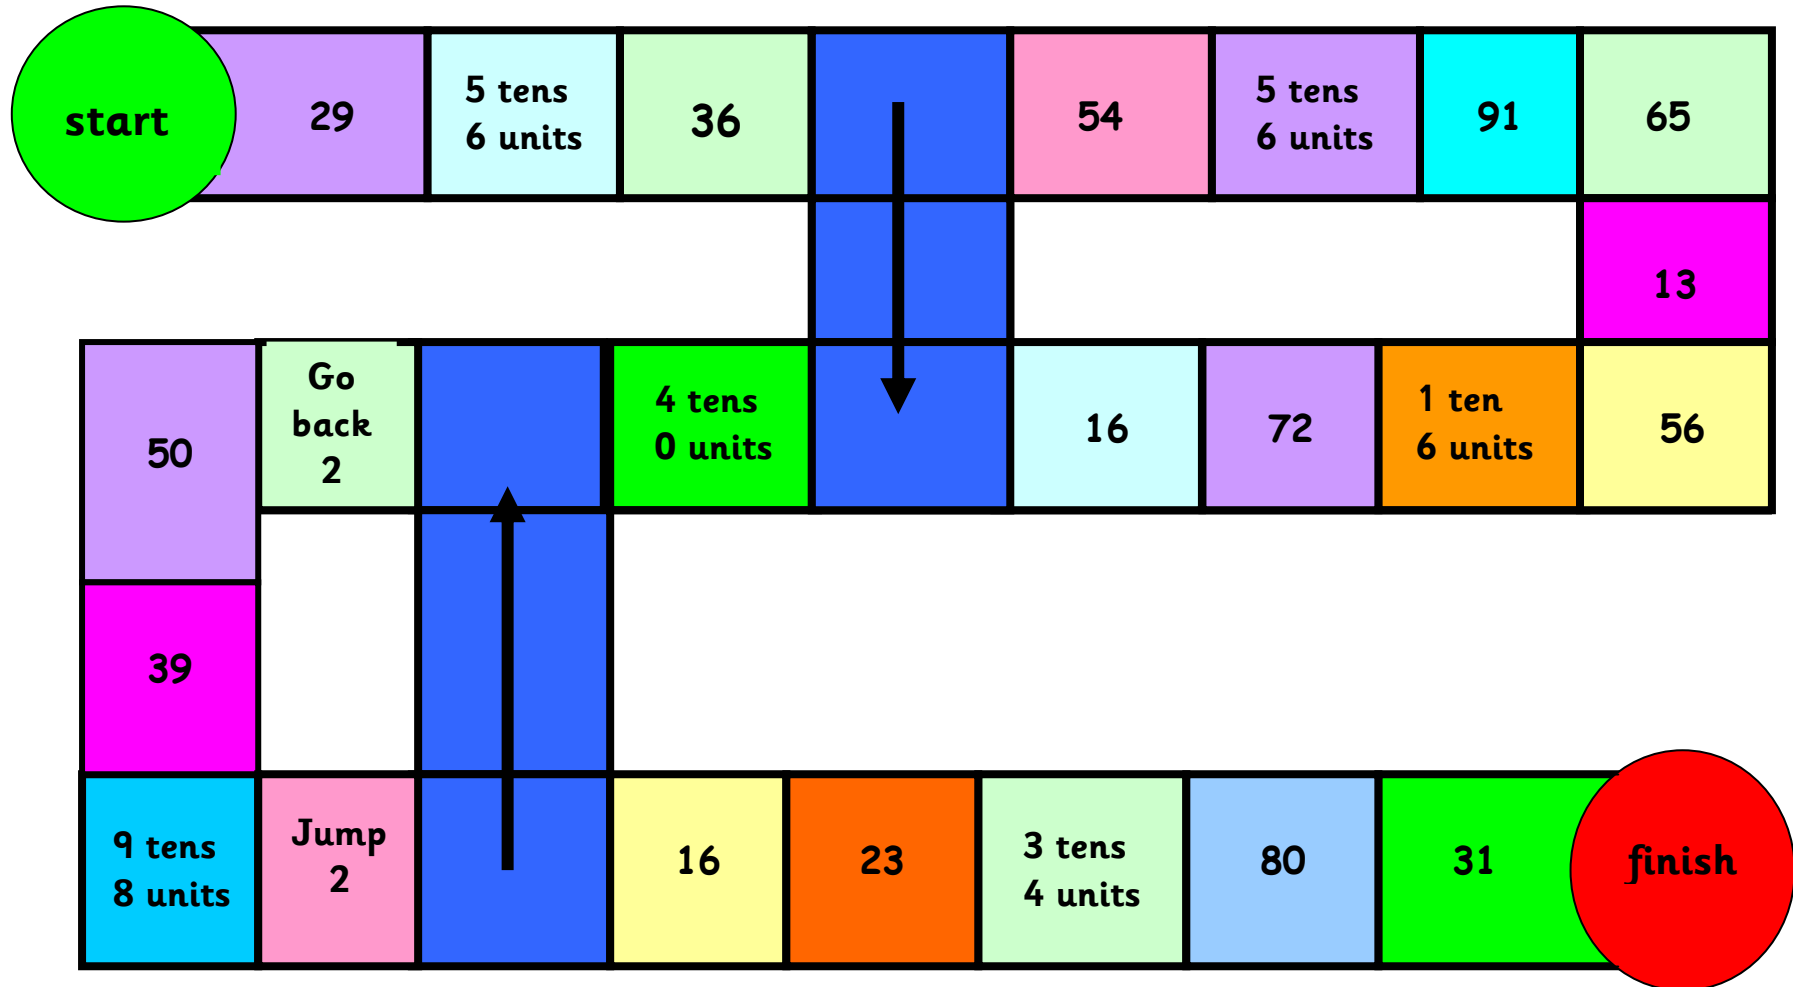 start
29
5 tens
6 units
36
54
5 tens
6 units
91
65
13
50
Go
back
2
4 tens
0 units
16
72
1 ten
6 units
56
39
9 tens
8 units
Jump
2
16
23
3 tens
4 units
80
31
finish